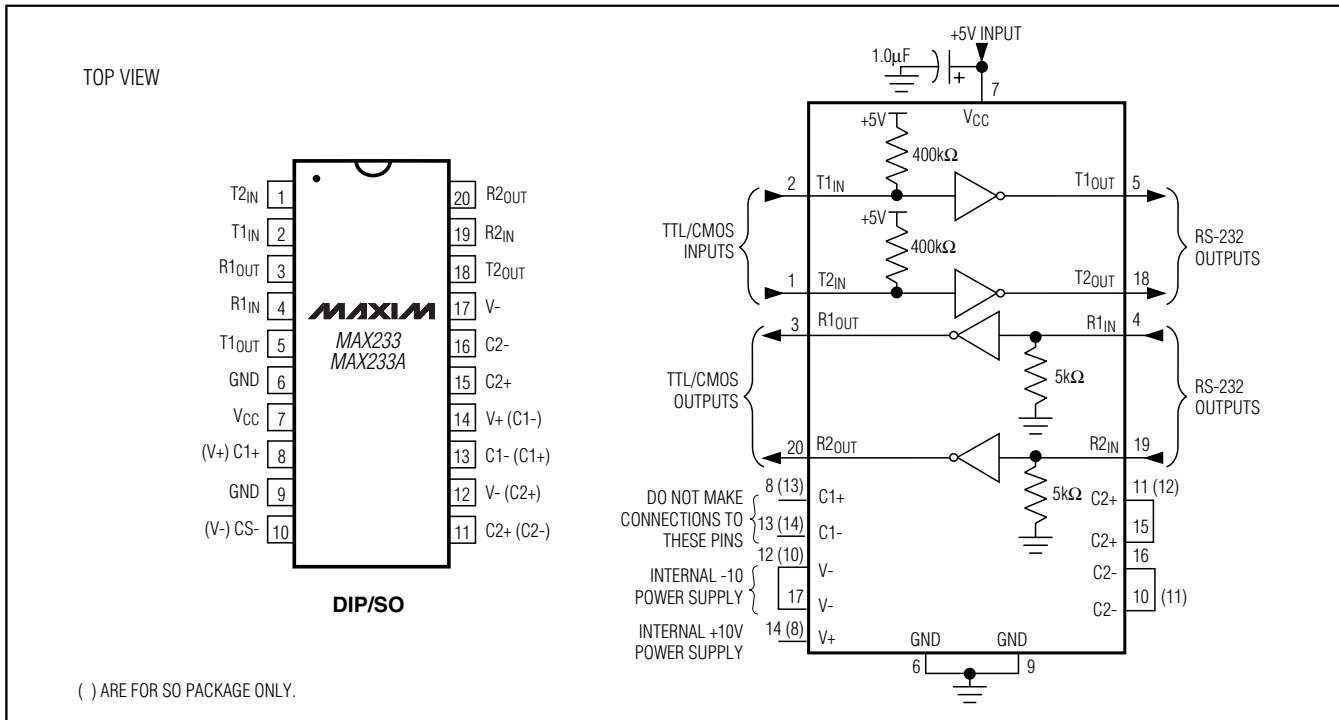 TOP VIEW
T2IN 1
T1IN 2
R1OUT 3
R1IN 4
T1OUT 5
GND 6
VCC 7
(V+) C1+ 8
GND 9
(V-) CS- 10
20 R2OUT
19 R2IN
18 T2OUT
17 V-
16 C2-
15 C2+
14 V+ (C1-)
13 C1- (C1+)
12 V- (C2+)
11 C2+ (C2-)
MAXIM
MAX233
MAX233A
DIP/SO
( ) ARE FOR SO PACKAGE ONLY.
+5V INPUT
1.0μF
+
7
VCC
+5V
400kΩ
2 T1IN T1OUT 5
+5V
400kΩ
TTL/CMOS
INPUTS
RS-232
OUTPUTS
1 T2IN T2OUT 18
3 R1OUT R1IN 4
5kΩ
TTL/CMOS
OUTPUTS
RS-232
OUTPUTS
20 R2OUT R2IN 19
5kΩ
DO NOT MAKE
CONNECTIONS TO
THESE PINS
8 (13) C1+
13 (14) C1-
INTERNAL -10
POWER SUPPLY
12 (10) V-
17 V-
INTERNAL +10V
POWER SUPPLY
14 (8) V+
C2+ 11 (12)
C2+ 15
C2- 16
C2- 10 (11)
GND GND
6 9